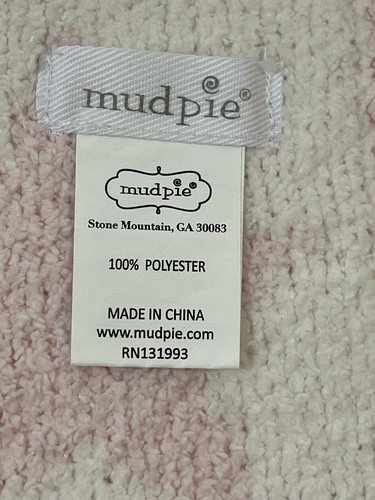 mudpie®
mudpie®
Stone Mountain, GA 30083
100% POLYESTER
MADE IN CHINA
www.mudpie.com
RN131993